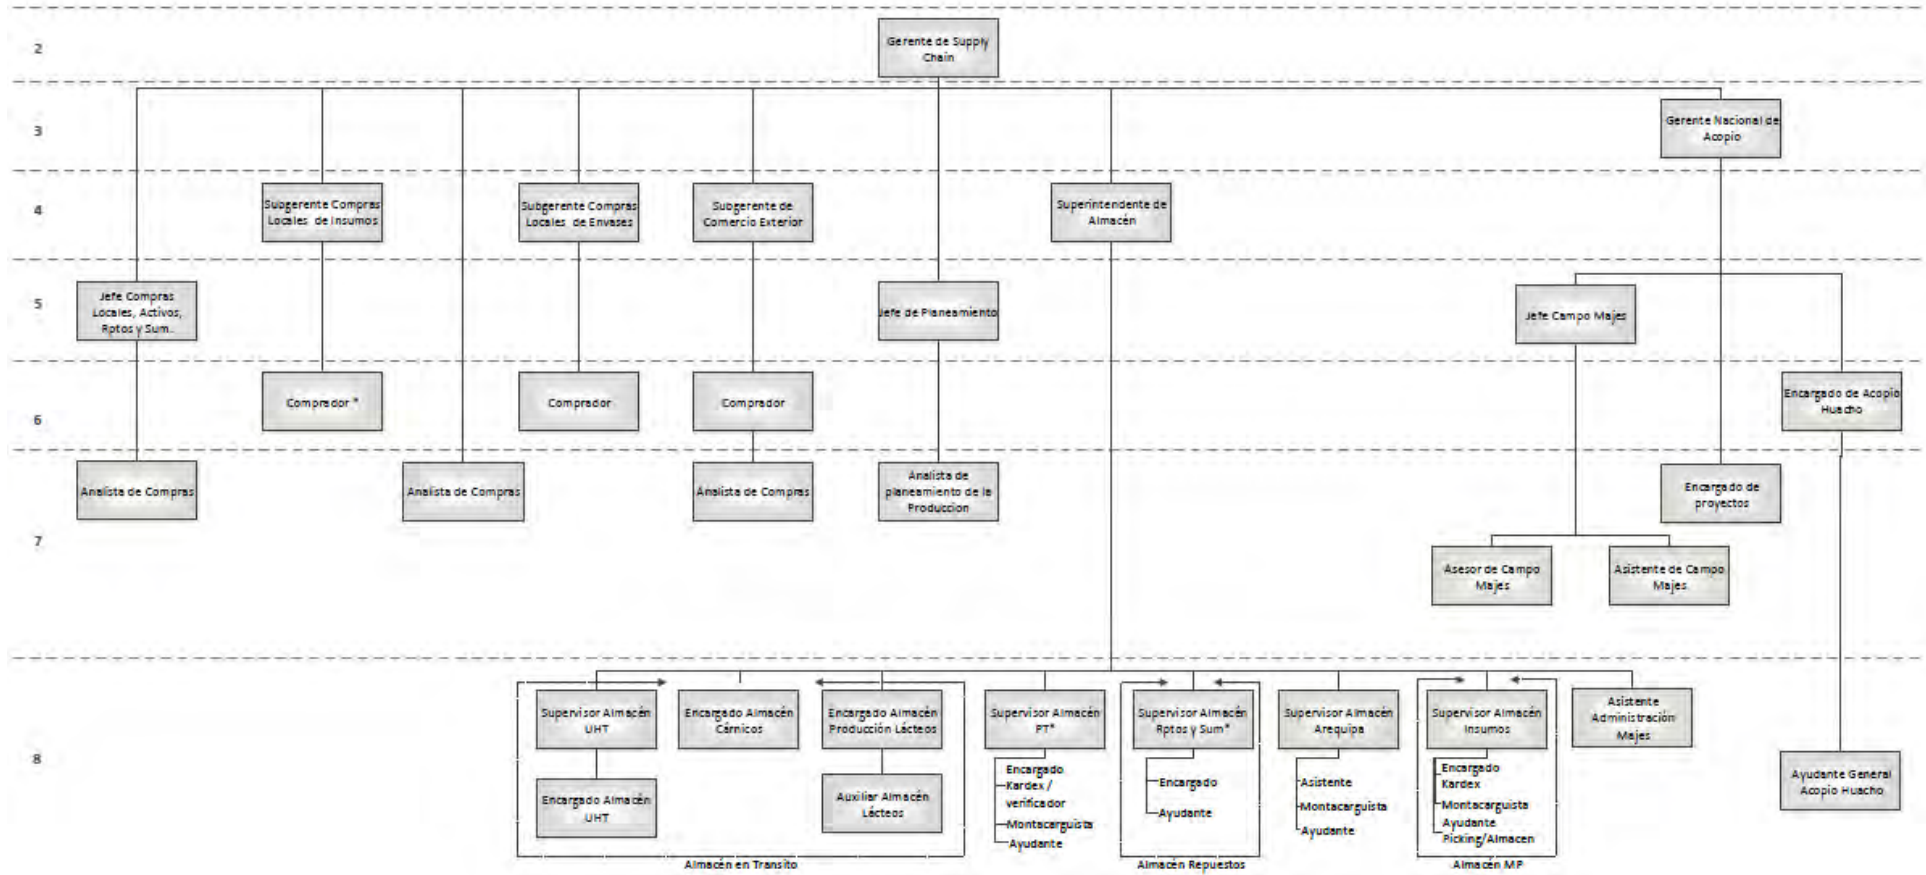 2
Gerente de Supply
Chain
3
Gerente Nacional de
Acopio
4
Subgerente Compras
Locales de Insumos
Subgerente Compras
Locales de Envases
Subgerente de
Comercio Exterior
Superintendente de
Almacén
5
Jefe Compras
Locales, Activos,
Rptos y Sum.
Jefe de Planeamiento
Jefe Campo Majes
6
Comprador *
Comprador
Comprador
Encargado de Acopio
Huacho
7
Analista de Compras
Analista de Compras
Analista de Compras
Analista de
planeamiento de la
Produccion
Encargado de
proyectos
Asesor de Campo
Majes
Asistente de Campo
Majes
8
Supervisor Almacén
UHT
Encargado Almacén
Cárnicos
Encargado Almacén
Producción Lácteos
Supervisor Almacén
PT*
Supervisor Almacén
Rptos y Sum*
Supervisor Almacén
Arequipa
Supervisor Almacén
Insumos
Asistente
Administración
Majes
Encargado Almacén
UHT
Auxiliar Almacén
Lácteos
Encargado
Kardex /
verificador
Montacarguista
Ayudante
Encargado
Ayudante
Asistente
Montacarguista
Ayudante
Encargado
Kardex
Montacarguista
Ayudante
Picking/Almacen
Ayudante General
Acopio Huacho
Almacén en Transito
Almacén Repuestos
Almacén MP